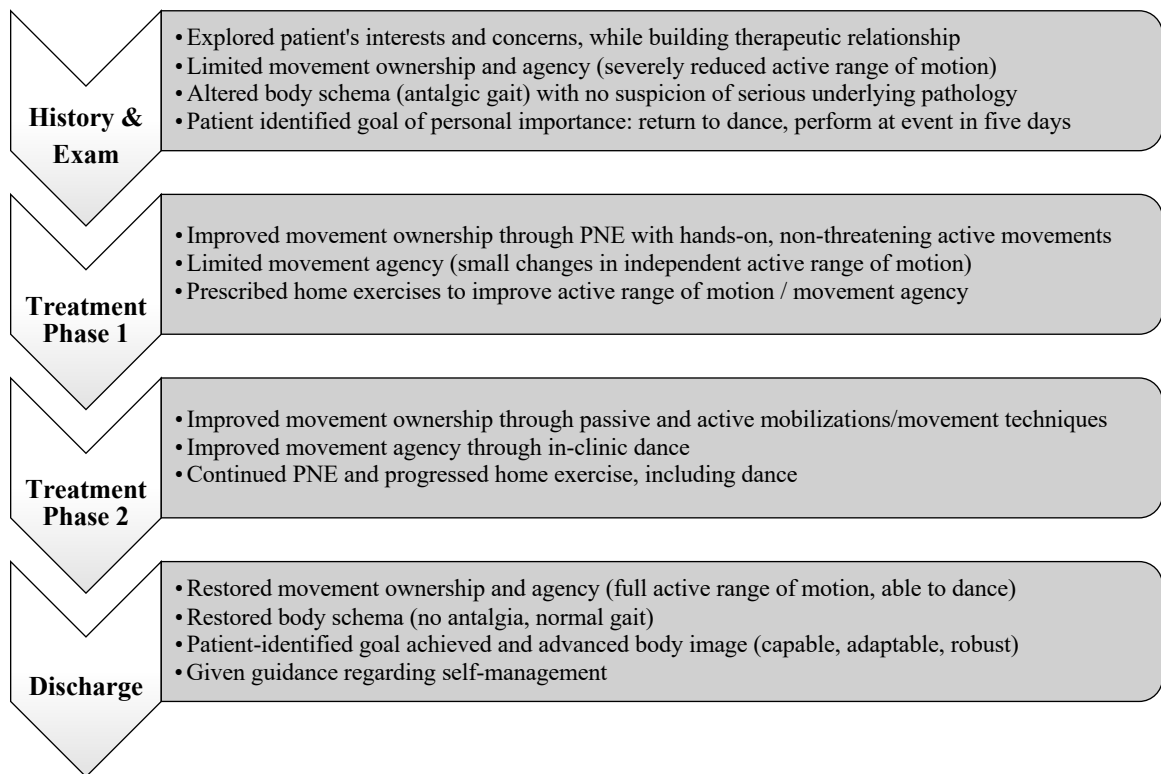 History &
Exam
•Explored patient's interests and concerns, while building therapeutic relationship
•Limited movement ownership and agency (severely reduced active range of motion)
•Altered body schema (antalgic gait) with no suspicion of serious underlying pathology
•Patient identified goal of personal importance: return to dance, perform at event in five days
Treatment
Phase 1
•Improved movement ownership through PNE with hands-on, non-threatening active movements
•Limited movement agency (small changes in independent active range of motion)
•Prescribed home exercises to improve active range of motion / movement agency
Treatment
Phase 2
•Improved movement ownership through passive and active mobilizations/movement techniques
•Improved movement agency through in-clinic dance
•Continued PNE and progressed home exercise, including dance
Discharge
•Restored movement ownership and agency (full active range of motion, able to dance)
•Restored body schema (no antalgia, normal gait)
•Patient-identified goal achieved and advanced body image (capable, adaptable, robust)
•Given guidance regarding self-management